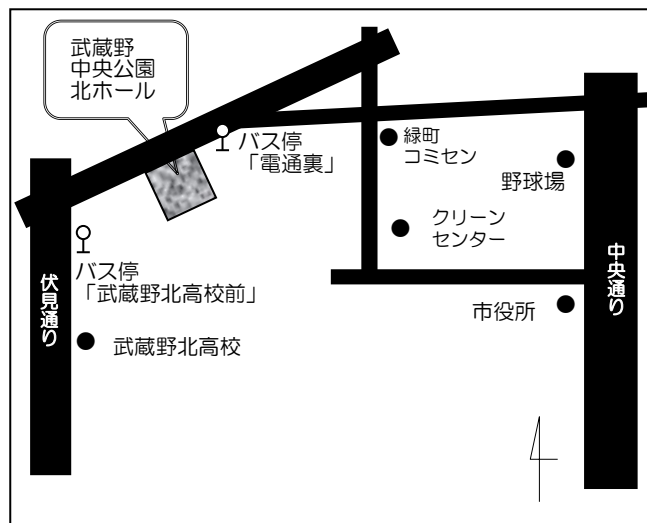 武蔵野
中央公園
北ホール
バス停
「電通裏」
緑町
コミセン
野球場
クリーン
センター
バス停
「武蔵野北高校前」
伏見通り
中央通り
市役所
武蔵野北高校